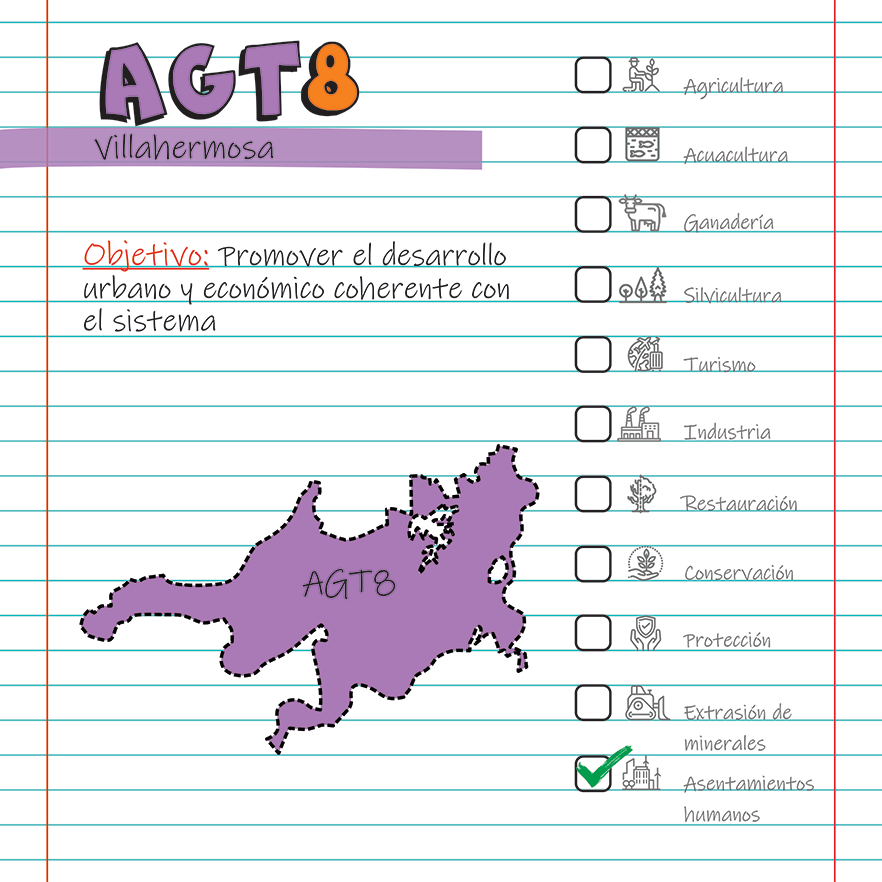 AGT8
Villahermosa
Objetivo: Promover el desarrollo
urbano y económico coherente con
el sistema
AGT8
Agricultura
Acuacultura
Ganadería
Silvicultura
Turismo
Industria
Restauración
Conservación
Protección
Extrasión de
minerales
Asentamientos
humanos